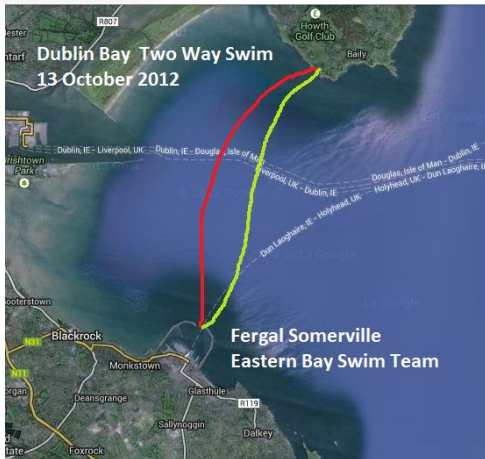 R807
Howth
Golf Club
Baily
Dublin Bay Two Way Swim
13 October 2012
Dublin, IE - Liverpool, UK
Dublin, IE - Douglas, Isle of Man
Liverpool, UK - Dublin, IE
Douglas, Isle of Man - Dublin, IE
Holyhead, UK - Dun Laoghaire, IE
Dun Laoghaire, IE - Holyhead, UK
Irishtown
Park
Booterstown
N31
Blackrock
Fergal Somerville
Eastern Bay Swim Team
Monkstown
N11
Glasthule
Deansgrange
R119
Sallynoggin
Dalkey
Foxrock